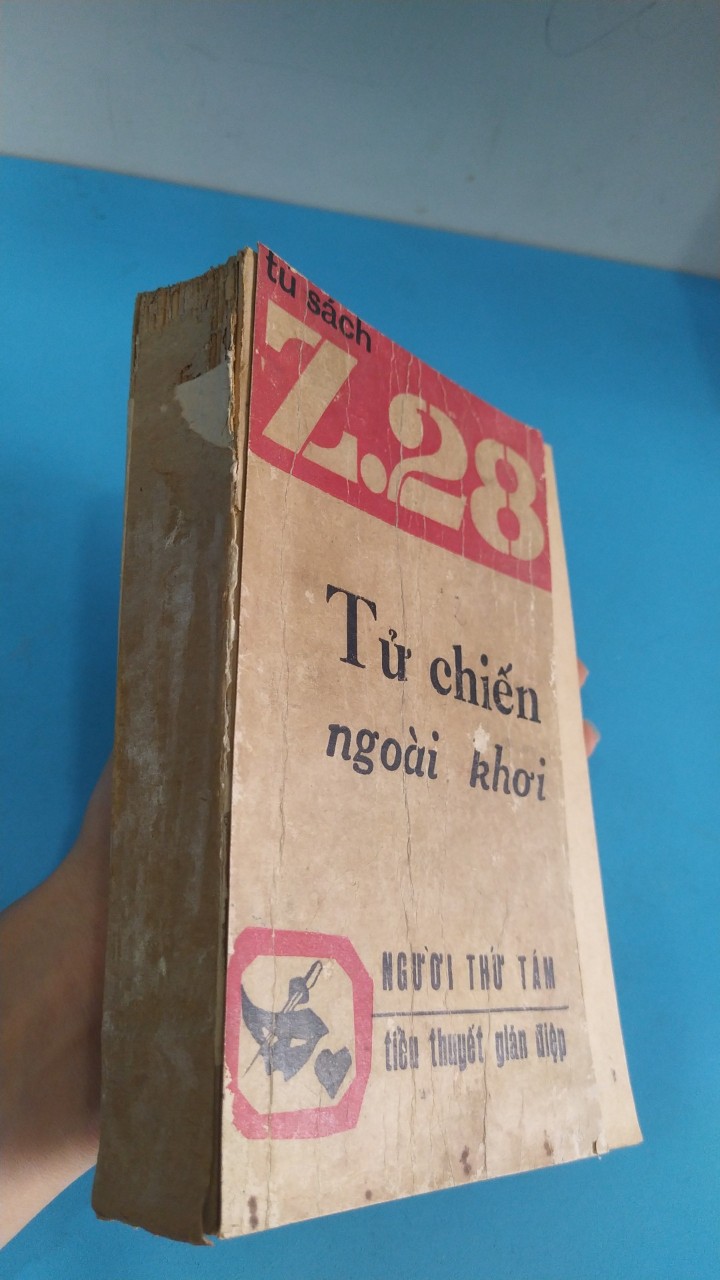 tủ sách
Z.28
Tử chiến
ngoài khơi
NGƯỜI THỨ TÁM
tiểu thuyết gián điệp